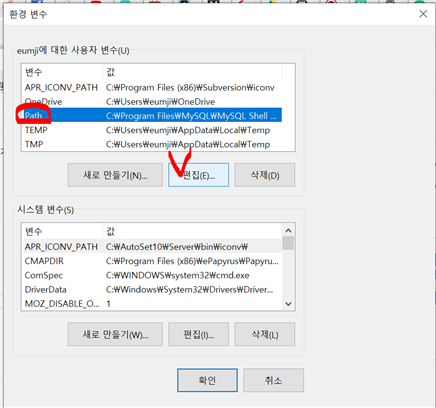 환경 변수
eumji에 대한 사용자 변수(U)
변수 값
APR_ICONV_PATH C:₩Program Files (x86)₩Subversion₩iconv
OneDrive C:₩Users₩eumji₩OneDrive
Path C:₩Program Files₩MySQL₩MySQL Shell ...
TEMP C:₩Users₩eumji₩AppData₩Local₩Temp
TMP C:₩Users₩eumji₩AppData₩Local₩Temp
새로 만들기(N)... 편집(E)... 삭제(D)
시스템 변수(S)
변수 값
APR_ICONV_PATH C:₩AutoSet10₩Server₩bin₩iconv₩
CMAPDIR C:₩Program Files (x86)₩ePapyrus₩Papyru...
ComSpec C:₩WINDOWS₩system32₩cmd.exe
DriverData C:₩Windows₩System32₩Drivers₩Driver...
MOZ_DISABLE_O... 1
새로 만들기(W)... 편집(I)... 삭제(L)
확인 취소